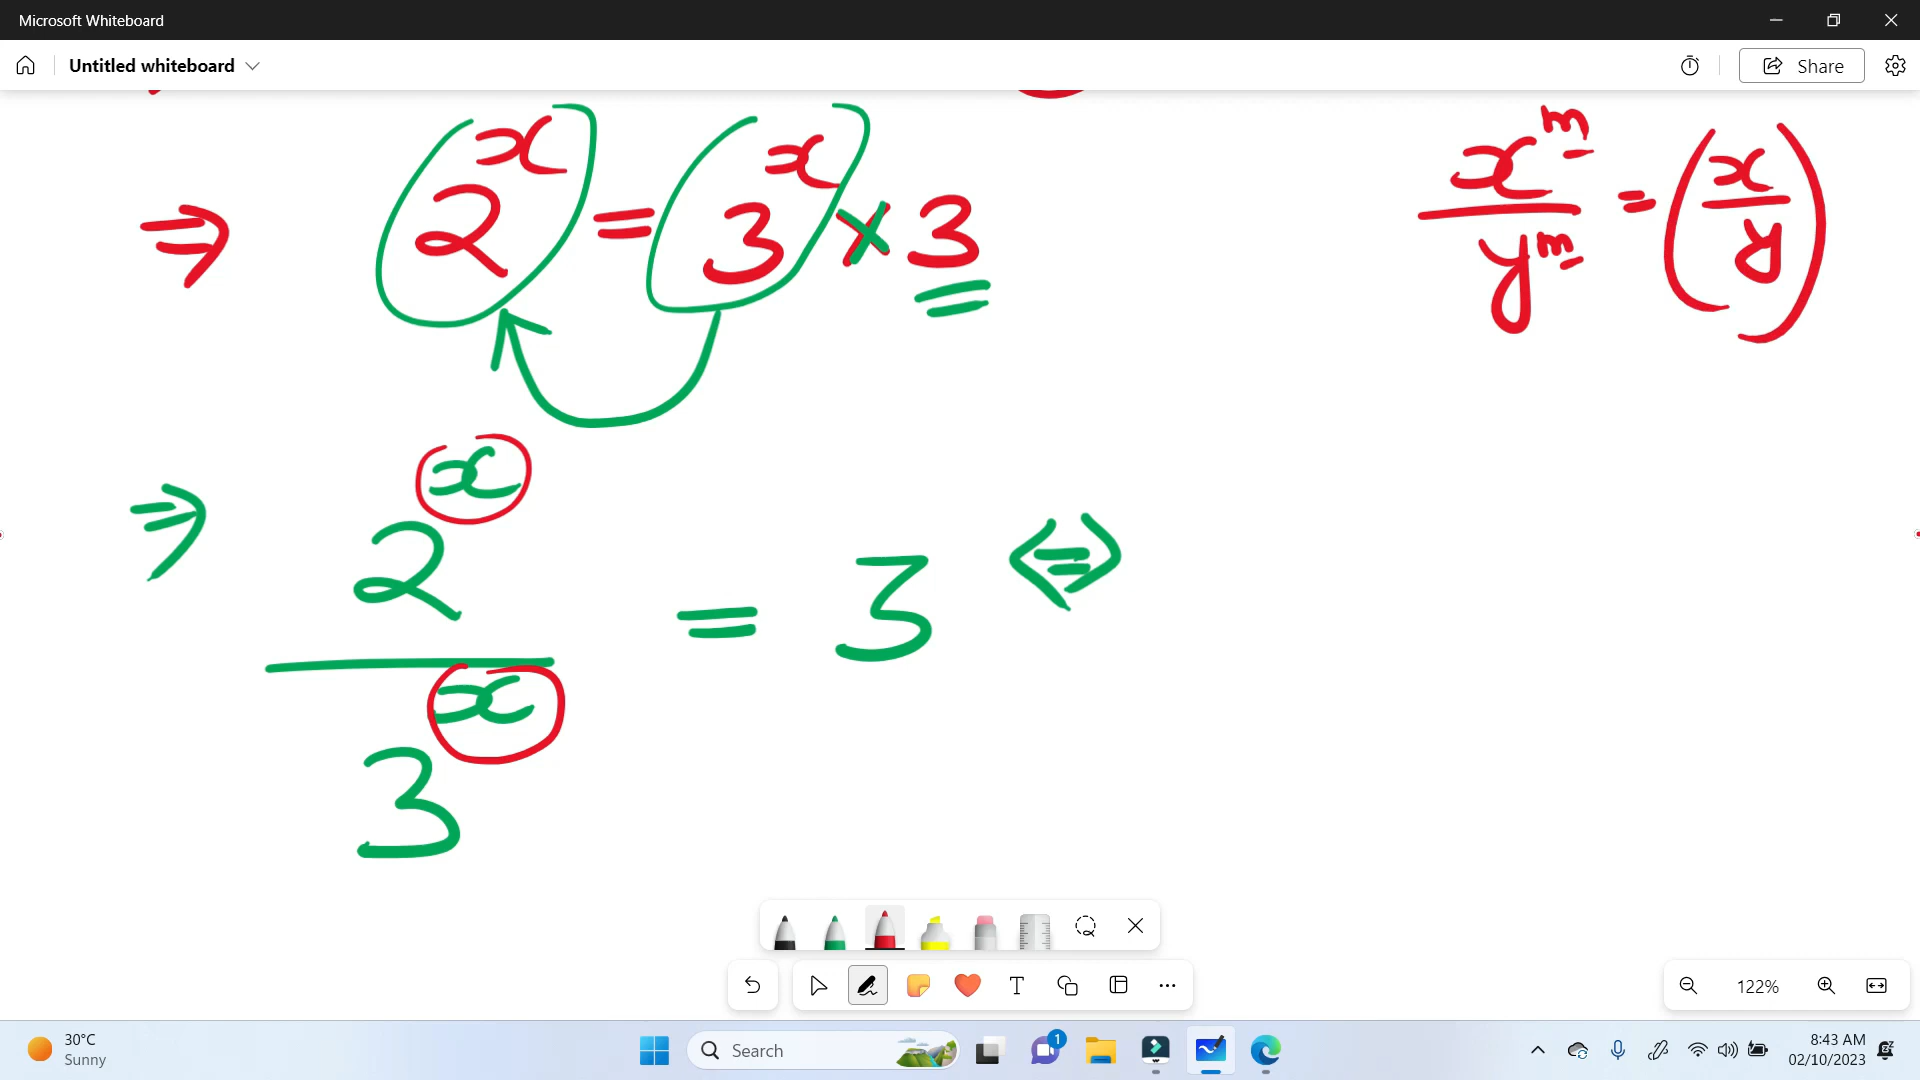 Microsoft Whiteboard
Untitled whiteboard
Share
⇒ 2^x = 3^x × 3
x^m / y^m = (x / y)
⇒ 2^x / 3^x = 3 ⇔
122%
30°C
Sunny
Search
1
8:43 AM
02/10/2023